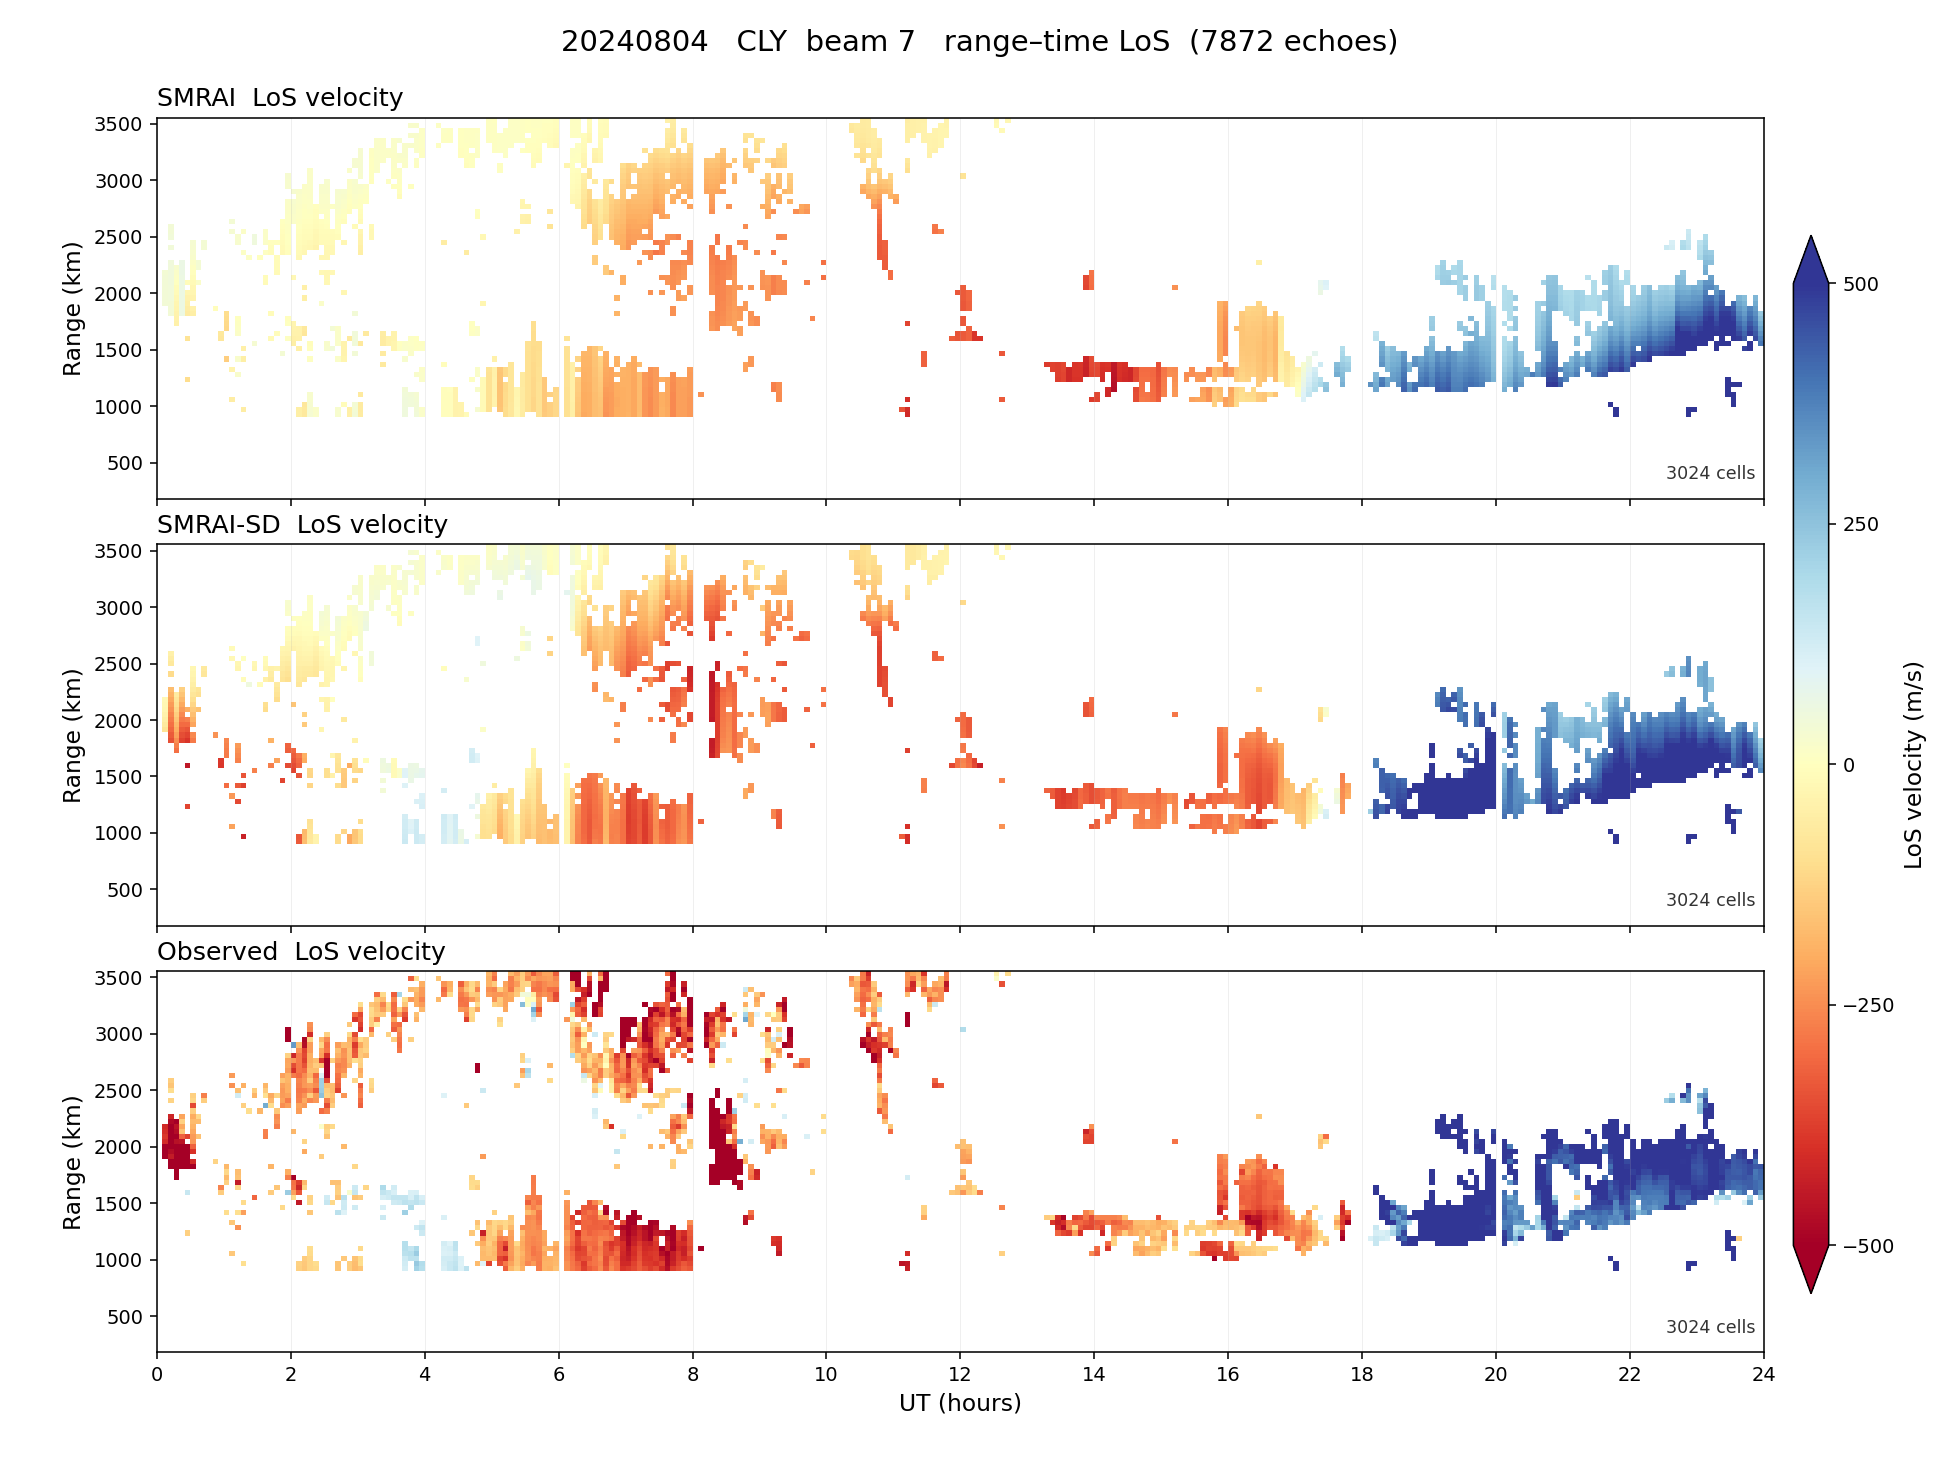 20240804 CLY beam 7 range–time LoS (7872 echoes)
SMRAI LoS velocity
3500
3000
2500
2000
1500
1000
500
Range (km)
3024 cells
SMRAI-SD LoS velocity
3500
3000
2500
2000
1500
1000
500
Range (km)
3024 cells
Observed LoS velocity
3500
3000
2500
2000
1500
1000
500
Range (km)
3024 cells
0 2 4 6 8 10 12 14 16 18 20 22 24
UT (hours)
500
250
0
−250
−500
LoS velocity (m/s)